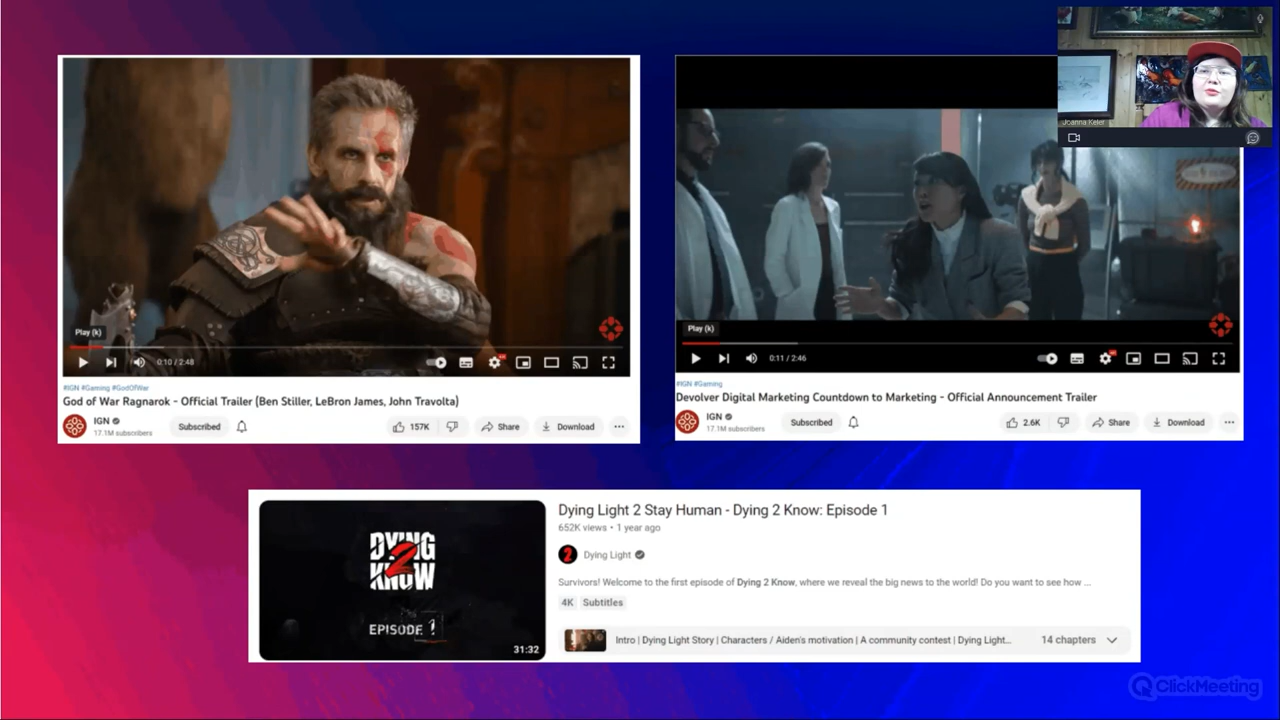 Joanna Keler
Play (k)
0:10 / 2:48
#IGN #Gaming #GodOfWar
God of War Ragnarok - Official Trailer (Ben Stiller, LeBron James, John Travolta)
IGN
17.1M subscribers
Subscribed
157K
Share
Download
Play (k)
0:11 / 2:46
#IGN #Gaming
Devolver Digital Marketing Countdown to Marketing - Official Announcement Trailer
IGN
17.1M subscribers
Subscribed
2.6K
Share
Download
DYING
2
KNOW
EPISODE 1
31:32
Dying Light 2 Stay Human - Dying 2 Know: Episode 1
652K views • 1 year ago
2
Dying Light
Survivors! Welcome to the first episode of Dying 2 Know, where we reveal the big news to the world! Do you want to see how ...
4K Subtitles
Intro | Dying Light Story | Characters / Aiden's motivation | A community contest | Dying Light...
14 chapters
ClickMeeting